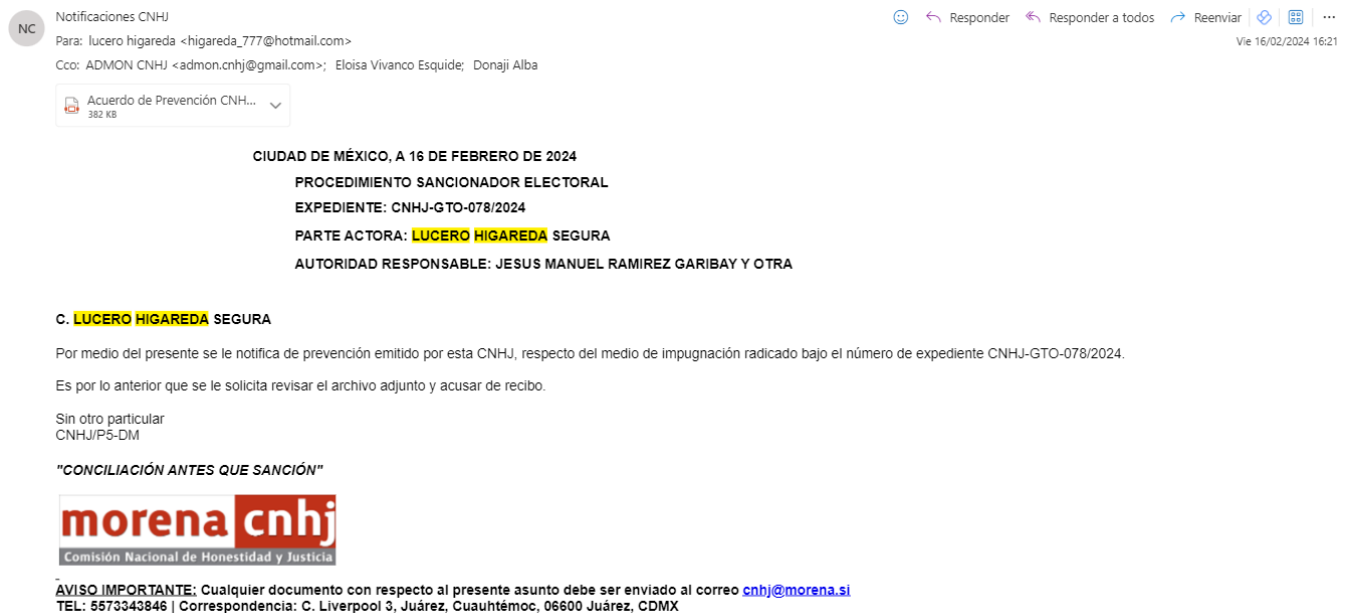 NC
Notificaciones CNHJ
Responder Responder a todos Reenviar
Para: lucero higareda <higareda_777@hotmail.com>
Vie 16/02/2024 16:21
Cco: ADMON CNHJ <admon.cnhj@gmail.com>; Eloisa Vivanco Esquide; Donaji Alba
Acuerdo de Prevención CNH...
382 KB
CIUDAD DE MÉXICO, A 16 DE FEBRERO DE 2024
PROCEDIMIENTO SANCIONADOR ELECTORAL
EXPEDIENTE: CNHJ-GTO-078/2024
PARTE ACTORA: LUCERO HIGAREDA SEGURA
AUTORIDAD RESPONSABLE: JESUS MANUEL RAMIREZ GARIBAY Y OTRA
C. LUCERO HIGAREDA SEGURA
Por medio del presente se le notifica de prevención emitido por esta CNHJ, respecto del medio de impugnación radicado bajo el número de expediente CNHJ-GTO-078/2024.
Es por lo anterior que se le solicita revisar el archivo adjunto y acusar de recibo.
Sin otro particular
CNHJ/P5-DM
"CONCILIACIÓN ANTES QUE SANCIÓN"
morena cnhj
Comisión Nacional de Honestidad y Justicia
AVISO IMPORTANTE: Cualquier documento con respecto al presente asunto debe ser enviado al correo cnhj@morena.si
TEL: 5573343846 | Correspondencia: C. Liverpool 3, Juárez, Cuauhtémoc, 06600 Juárez, CDMX